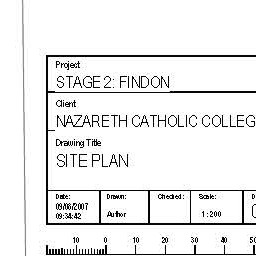 Project
STAGE 2: FINDON
Client
NAZARETH CATHOLIC COLLEG
Drawing Title
SITE PLAN
Date: Drawn: Checked: Scale: D
09/08/2007
09:34:42 Author 1:200
10 0 10 20 30 40 50